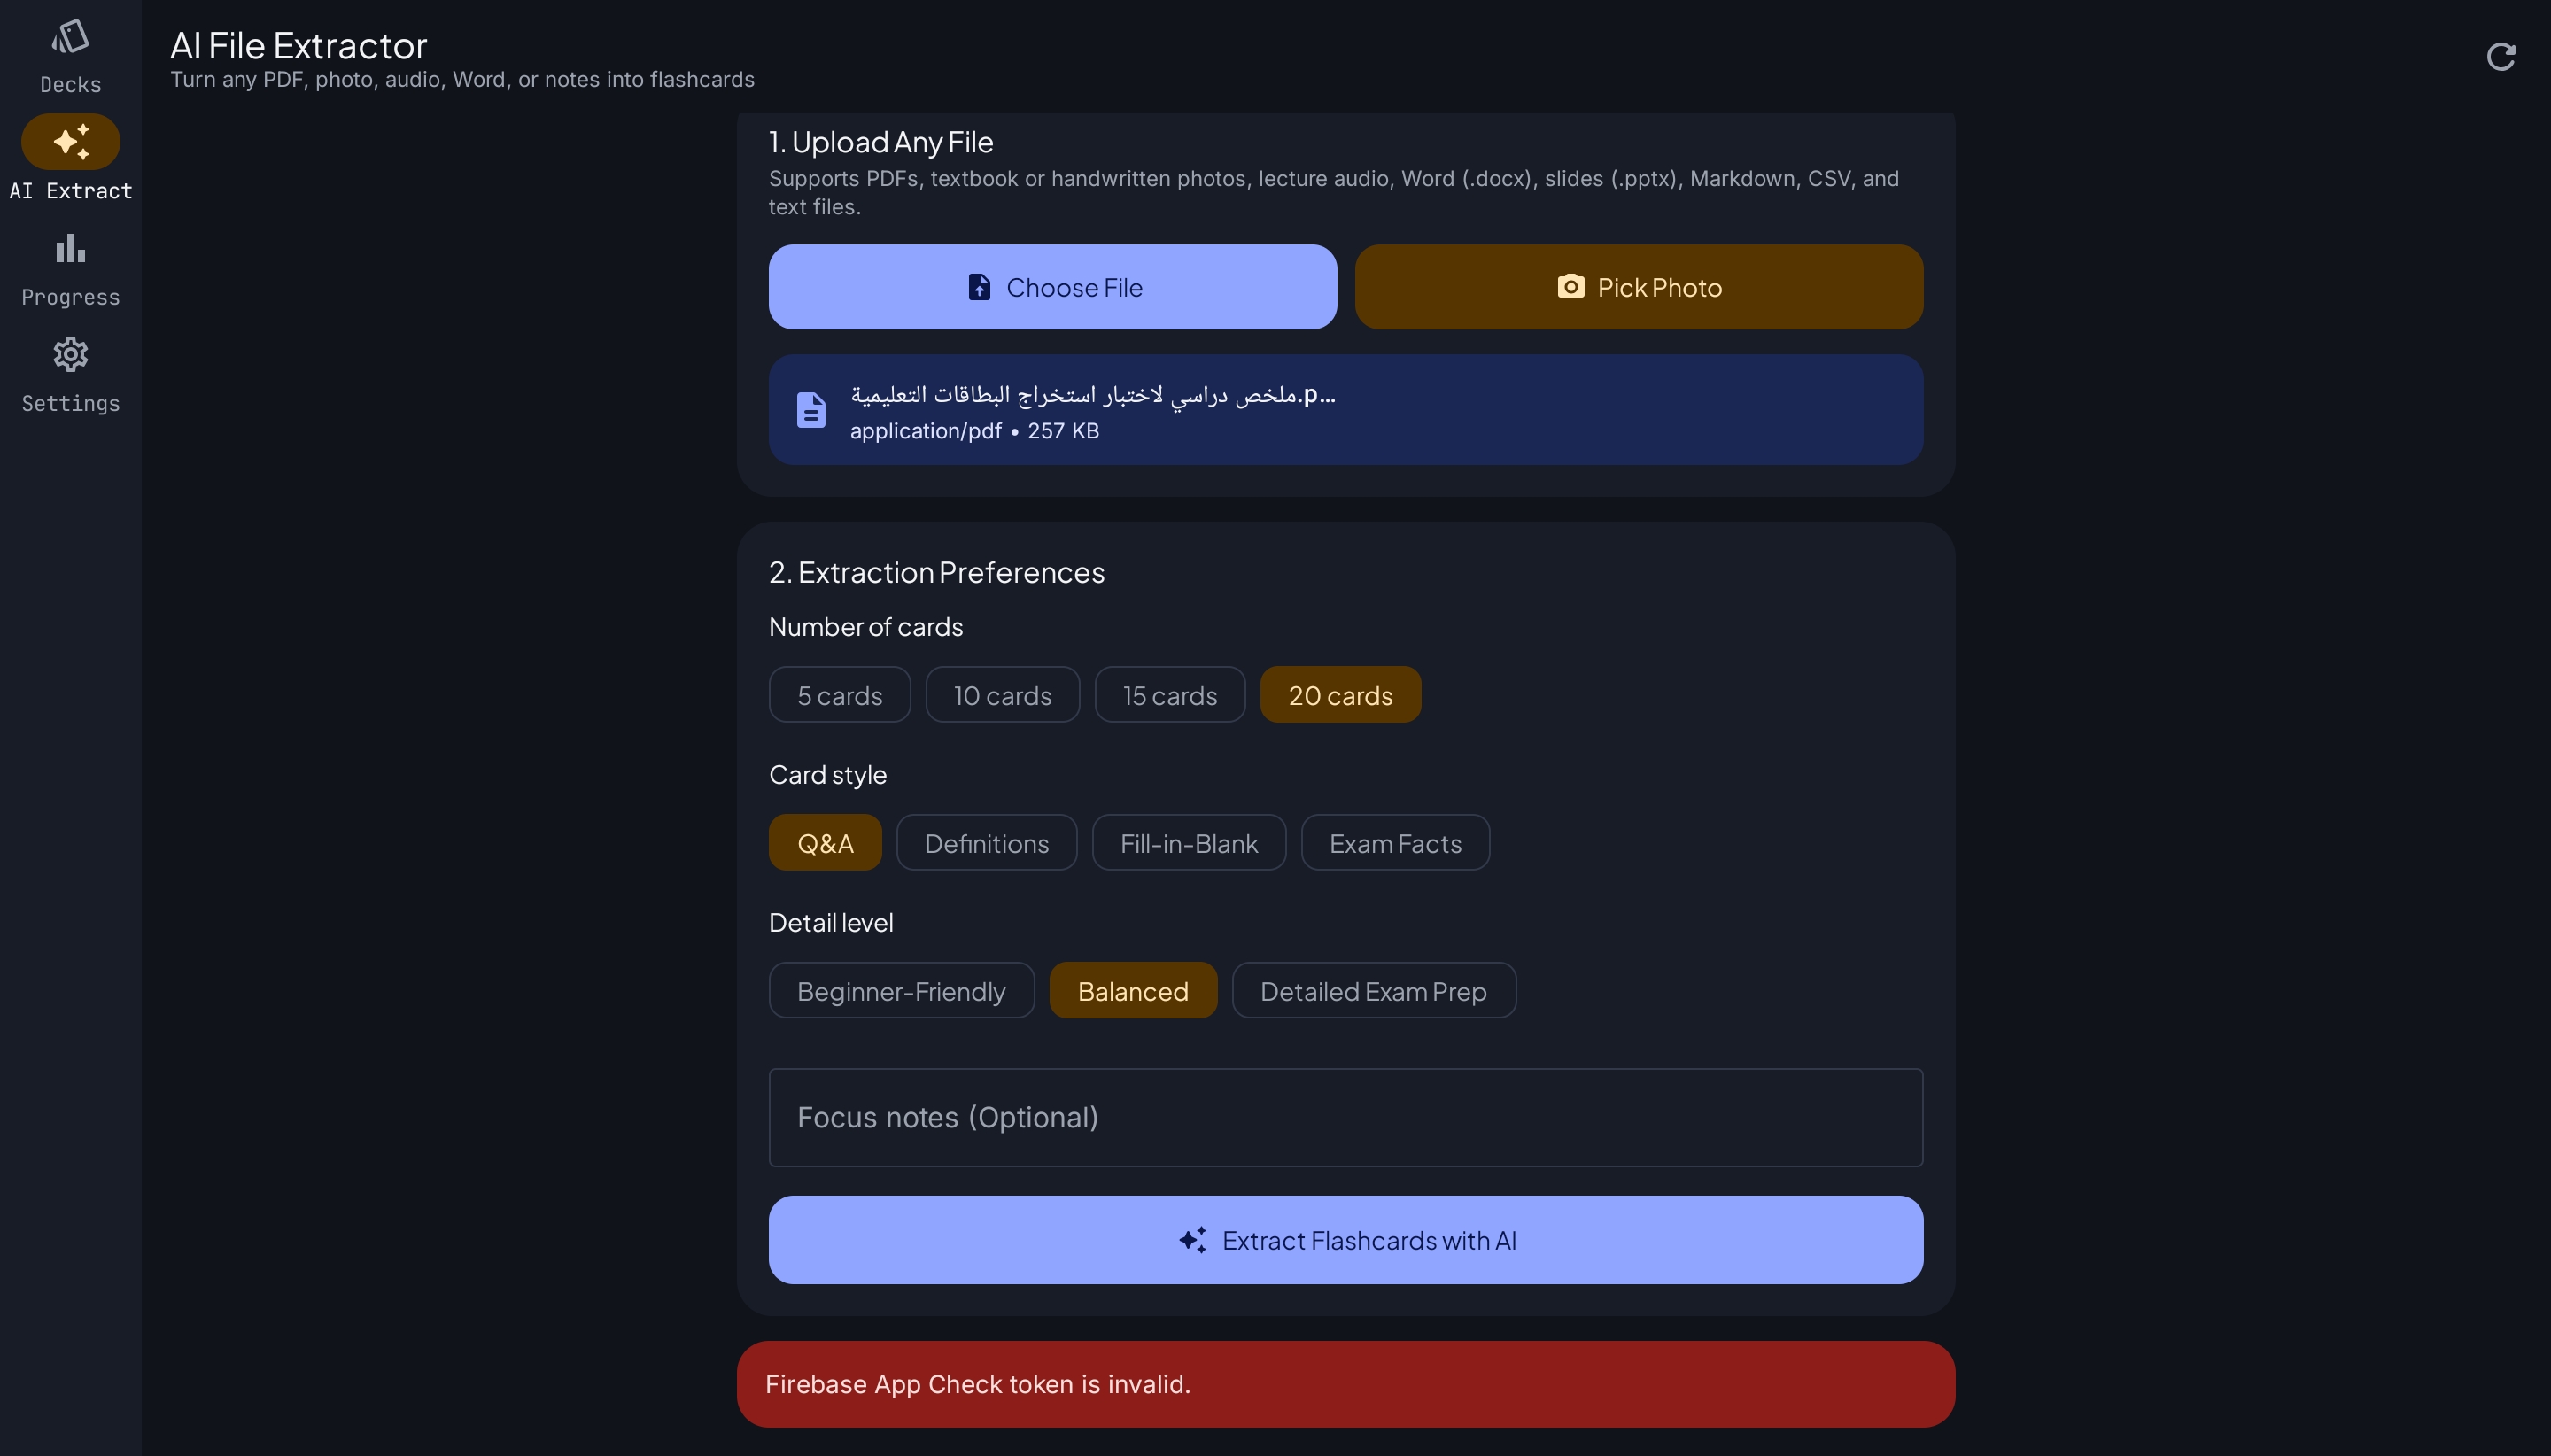 Decks
AI Extract
Progress
Settings
AI File Extractor
Turn any PDF, photo, audio, Word, or notes into flashcards
1. Upload Any File
Supports PDFs, textbook or handwritten photos, lecture audio, Word (.docx), slides (.pptx), Markdown, CSV, and
text files.
Choose File
Pick Photo
ملخص دراسي لاختبار استخراج البطاقات التعليمية.p...
application/pdf • 257 KB
2. Extraction Preferences
Number of cards
5 cards
10 cards
15 cards
20 cards
Card style
Q&A
Definitions
Fill-in-Blank
Exam Facts
Detail level
Beginner-Friendly
Balanced
Detailed Exam Prep
Focus notes (Optional)
Extract Flashcards with AI
Firebase App Check token is invalid.